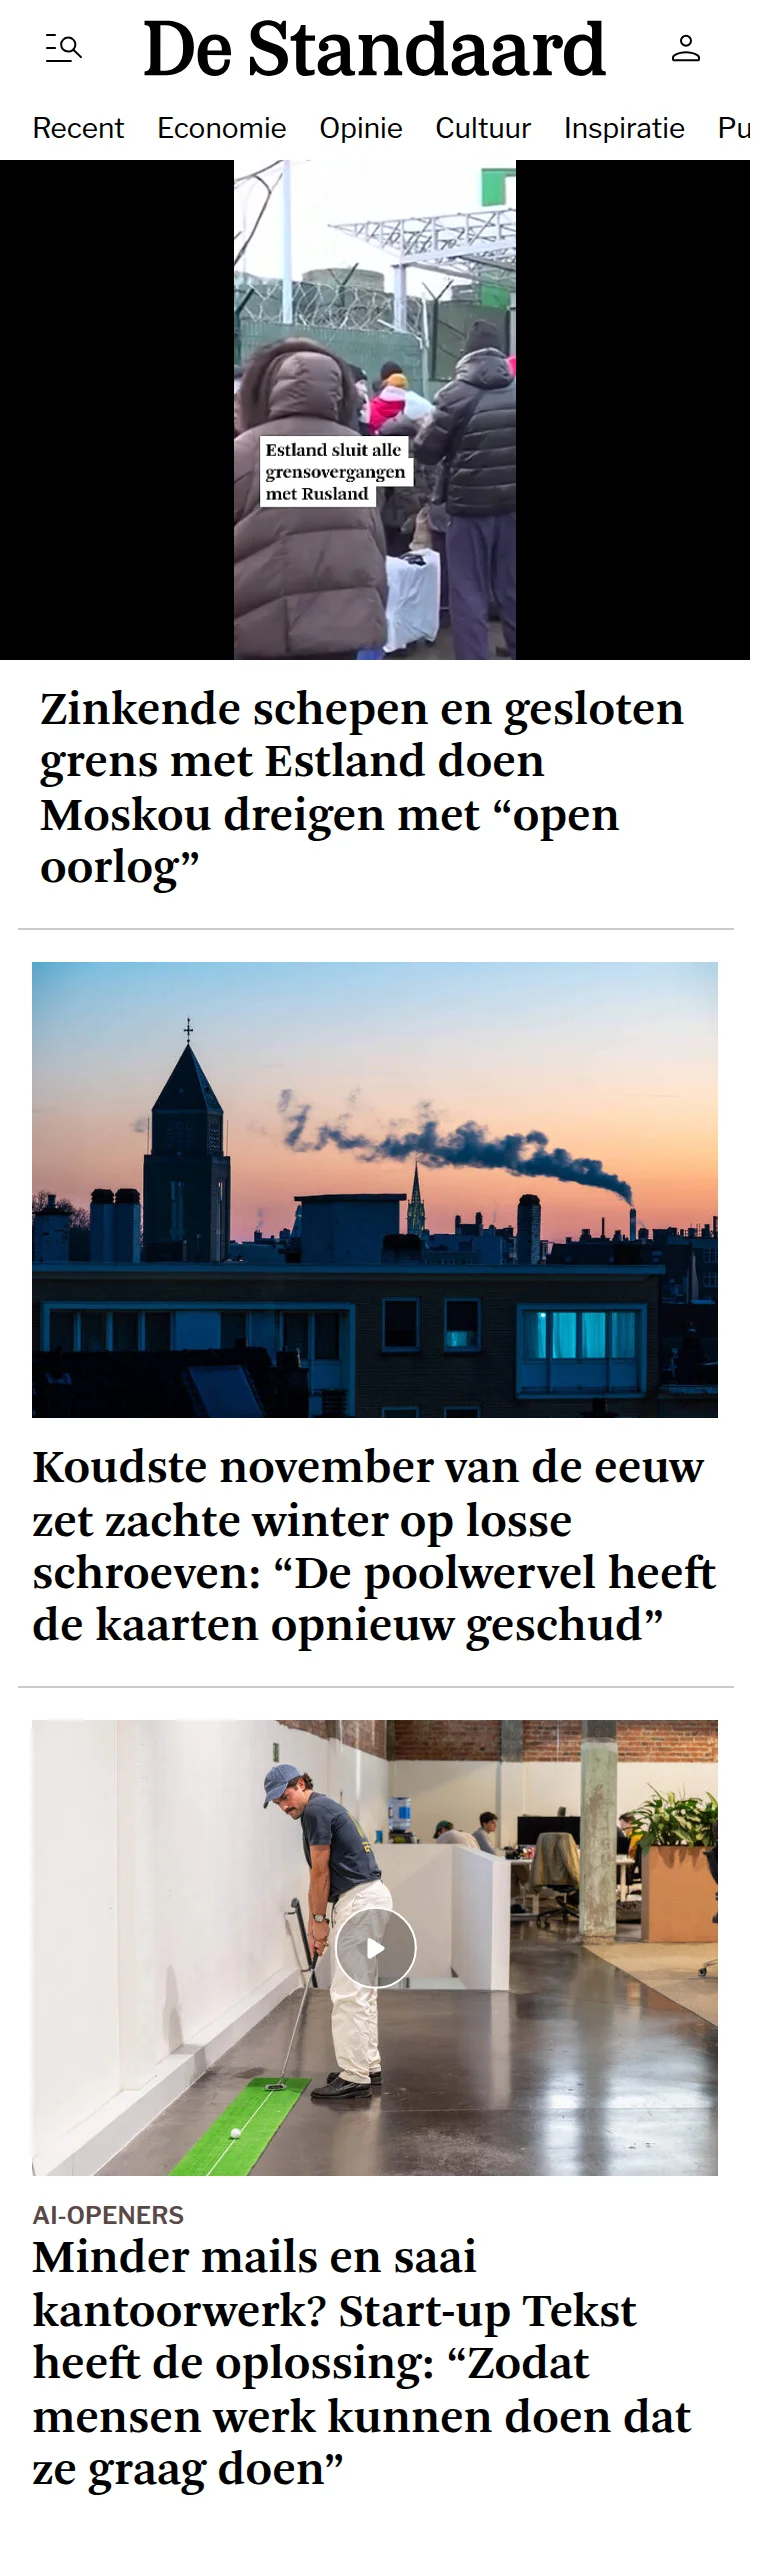 De Standaard
Recent Economie Opinie Cultuur Inspiratie Pu
Estland sluit alle
grensovergangen
met Rusland
Zinkende schepen en gesloten
grens met Estland doen
Moskou dreigen met “open
oorlog”
Koudste november van de eeuw
zet zachte winter op losse
schroeven: “De poolwervel heeft
de kaarten opnieuw geschud”
AI-OPENERS
Minder mails en saai
kantoorwerk? Start-up Tekst
heeft de oplossing: “Zodat
mensen werk kunnen doen dat
ze graag doen”